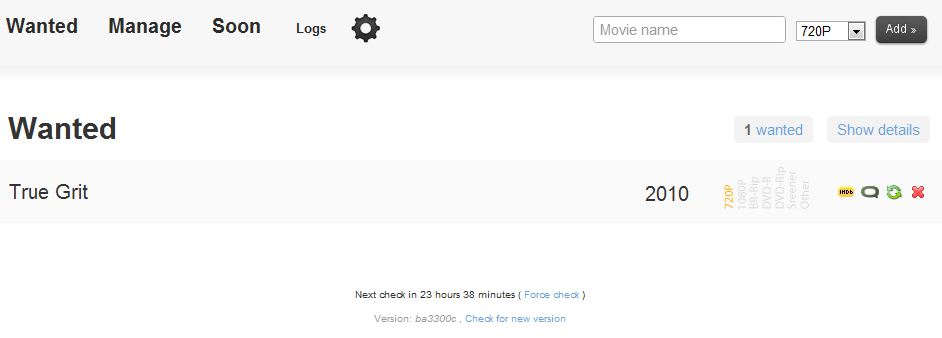 Wanted Manage Soon Logs Movie name 720P Add »
Wanted 1 wanted Show details
True Grit 2010 720P 1080P BR-Rip DVD-R DVD-Rip Sreener Other IMDb
Next check in 23 hours 38 minutes ( Force check )
Version: ba3300c., Check for new version